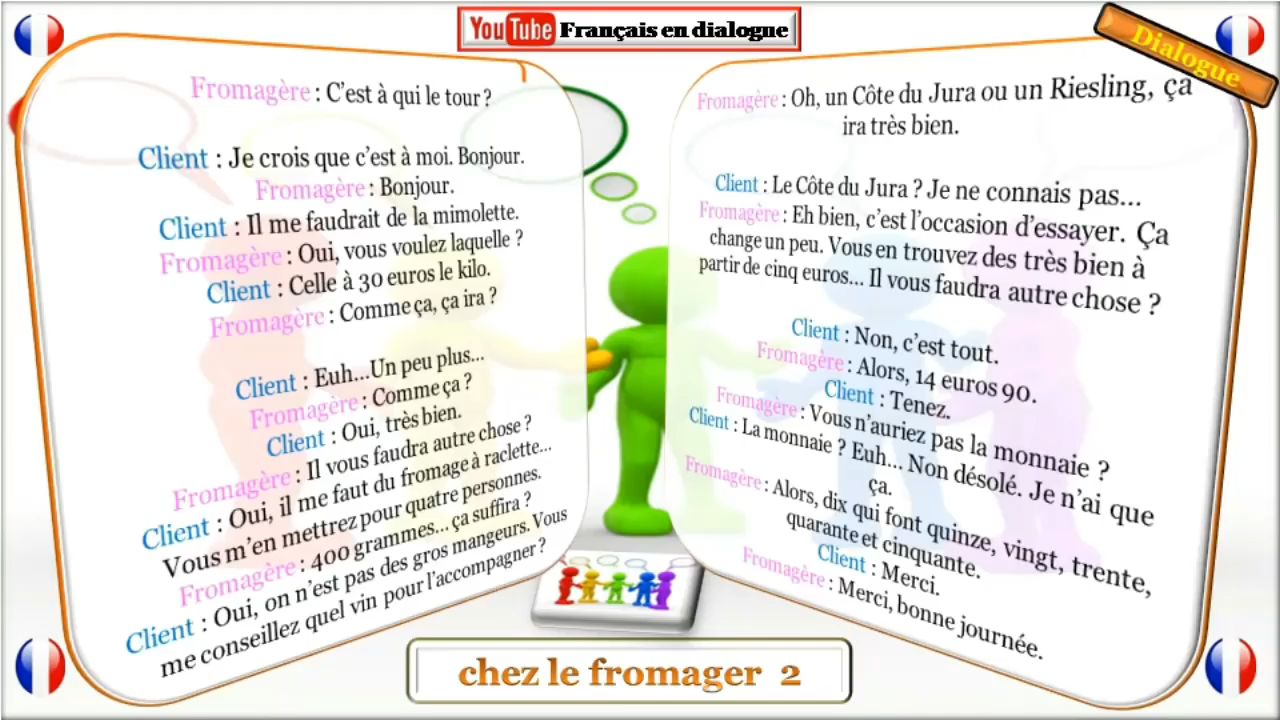 YouTube Français en dialogue
Dialogue
Fromagère : C'est à qui le tour ?
Client : Je crois que c'est à moi. Bonjour.
Fromagère : Bonjour.
Client : Il me faudrait de la mimolette.
Fromagère : Oui, vous voulez laquelle ?
Client : Celle à 30 euros le kilo.
Fromagère : Comme ça, ça ira ?
Client : Euh...Un peu plus...
Fromagère : Comme ça ?
Client : Oui, très bien.
Fromagère : Il vous faudra autre chose ?
Client : Oui, il me faut du fromage à raclette...
Vous m'en mettrez pour quatre personnes.
Fromagère : 400 grammes... ça suffira ?
Client : Oui, on n'est pas des gros mangeurs. Vous
me conseillez quel vin pour l'accompagner ?
Fromagère : Oh, un Côte du Jura ou un Riesling, ça
ira très bien.
Client : Le Côte du Jura ? Je ne connais pas...
Fromagère : Eh bien, c'est l'occasion d'essayer. Ça
change un peu. Vous en trouvez des très bien à
partir de cinq euros... Il vous faudra autre chose ?
Client : Non, c'est tout.
Fromagère : Alors, 14 euros 90.
Client : Tenez.
Fromagère : Vous n'auriez pas la monnaie ?
Client : La monnaie ? Euh... Non désolé. Je n'ai que
ça.
Fromagère : Alors, dix qui font quinze, vingt, trente,
quarante et cinquante.
Client : Merci.
Fromagère : Merci, bonne journée.
chez le fromager 2